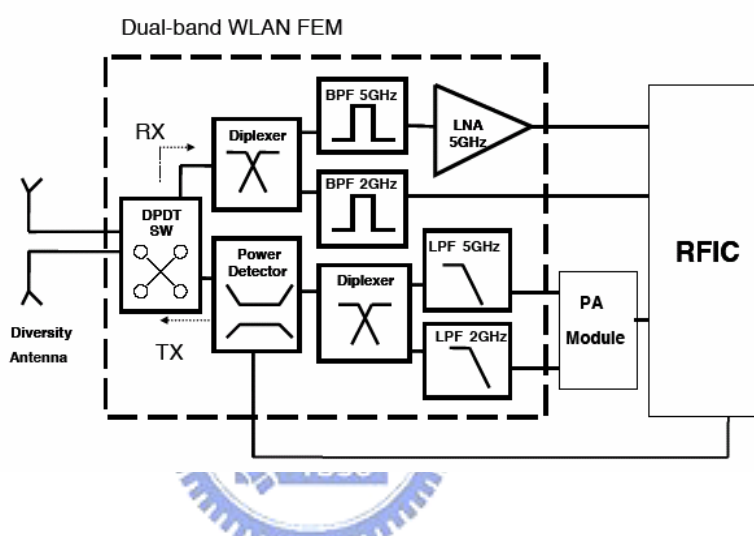 Dual-band WLAN FEM
BPF 5GHz
RX
Diplexer
LNA
5GHz
BPF 2GHz
DPDT
SW
RFIC
Power
Detector
LPF 5GHz
Diplexer
PA
Module
Diversity
Antenna
TX
LPF 2GHz